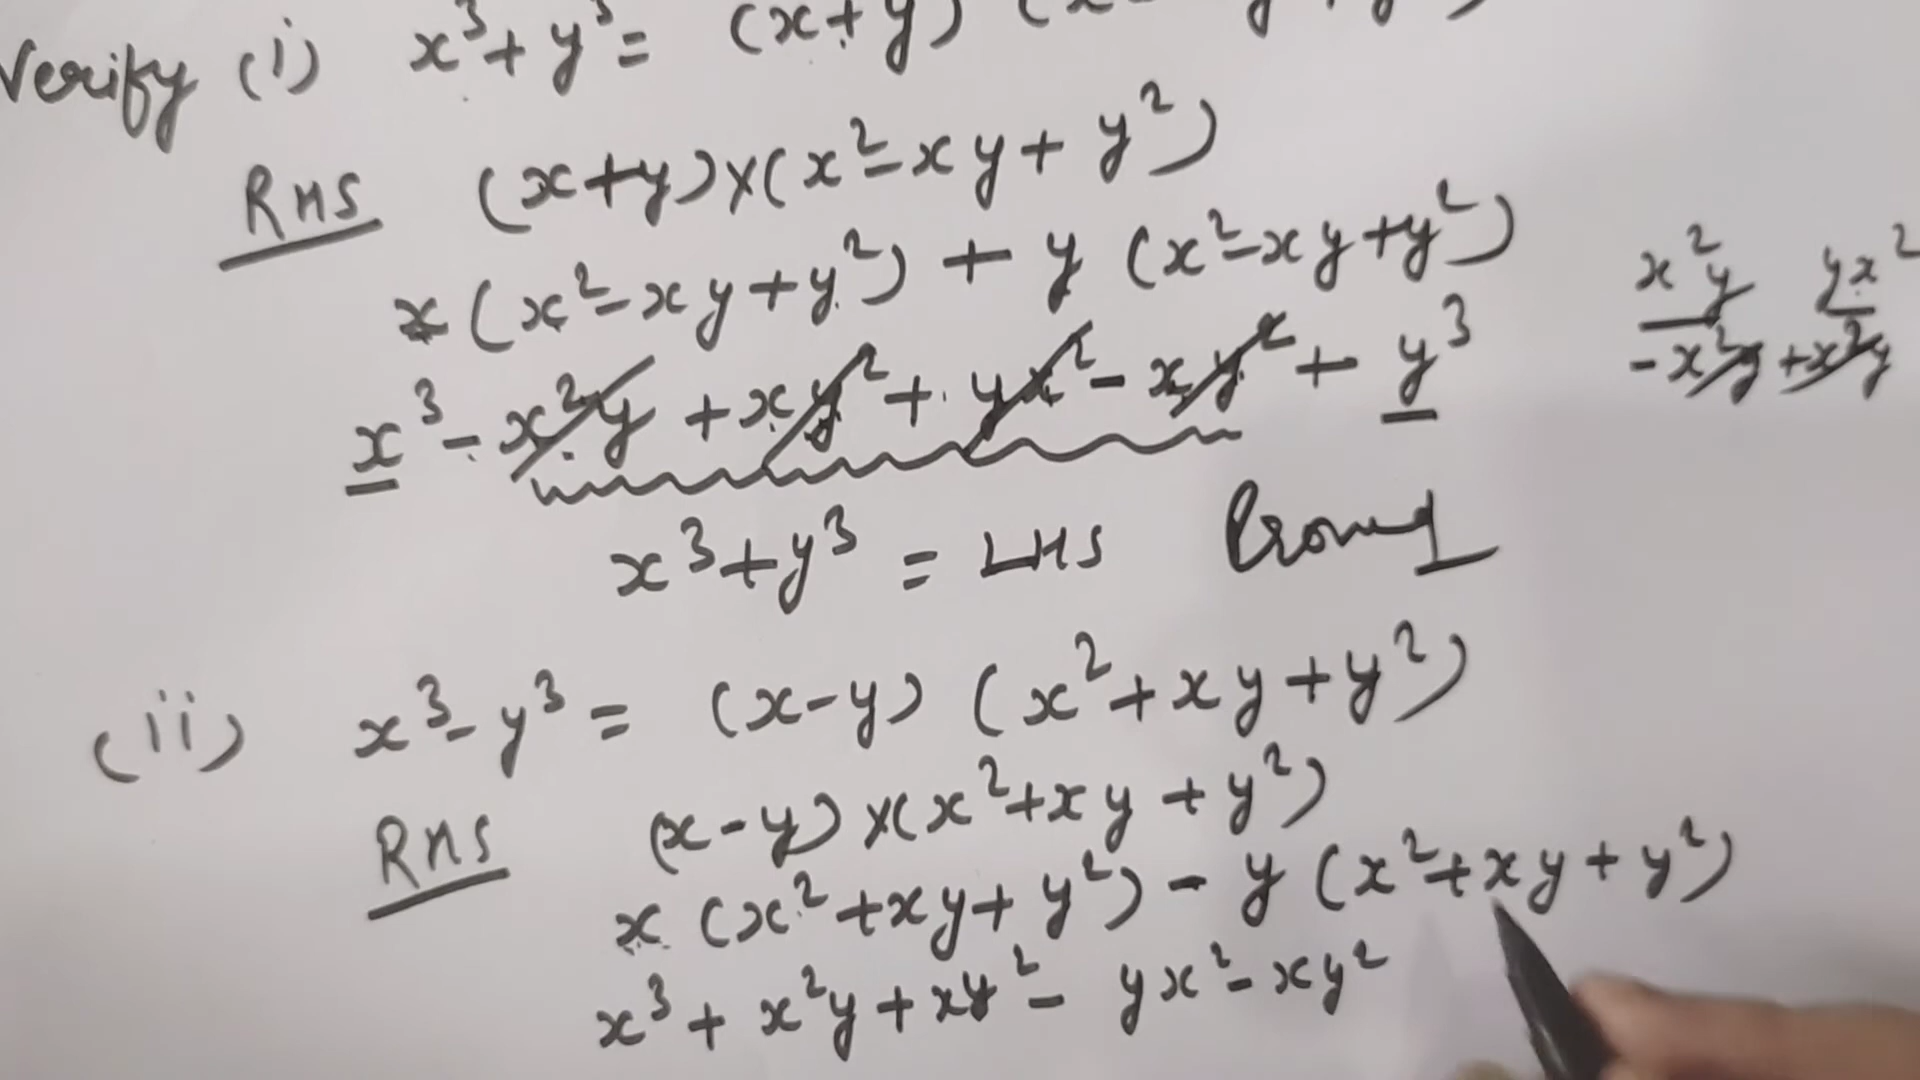 Verify (i) x³+y³= (x+y)
RHS (x+y)×(x²-xy+y²)
x(x²-xy+y²) + y (x²-xy+y²)
x³-x²y+xy²+yx²-xy²+y³
x²y yx²
-x²y+x²y
x³+y³ = LHS Proved
(ii) x³-y³= (x-y) (x²+xy+y²)
RHS (x-y)×(x²+xy+y²)
x (x²+xy+y²) - y (x²+xy+y²)
x³+x²y+xy²-yx²-xy²